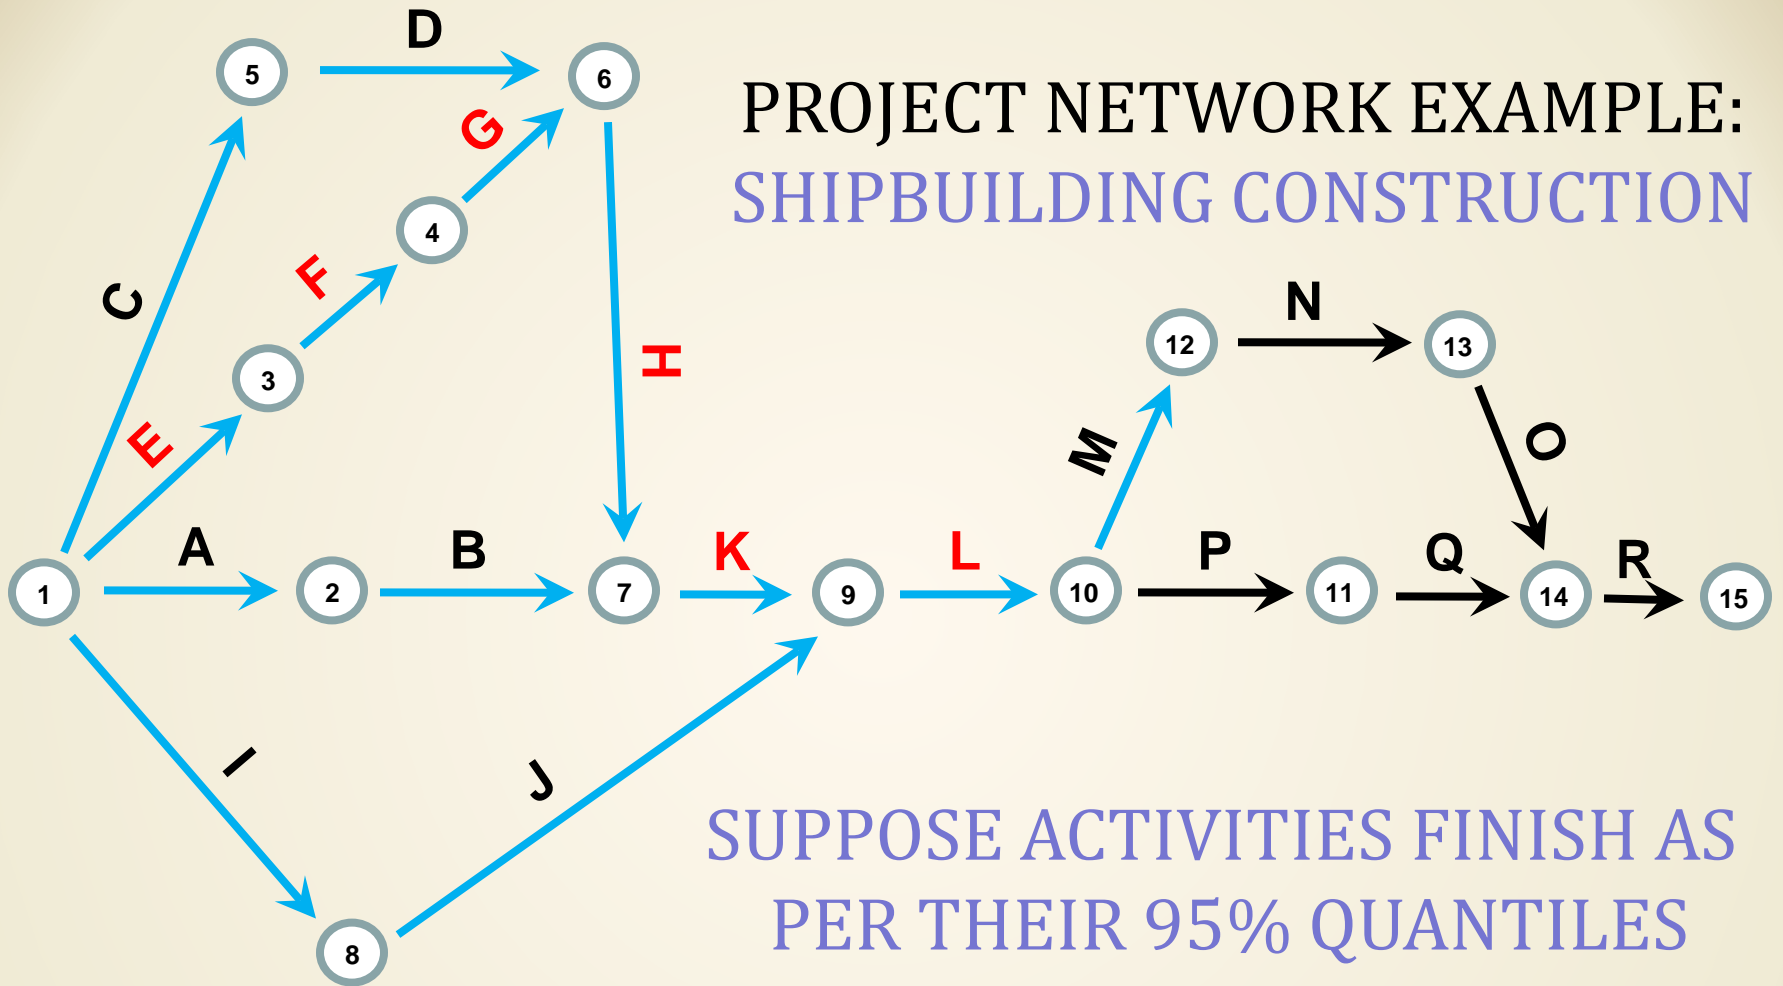 D
5
6
PROJECT NETWORK EXAMPLE:
G
SHIPBUILDING CONSTRUCTION
4
F
C
N
12
13
H
3
E
M
O
A
B
K
L
P
Q
R
1
2
7
9
10
11
14
15
I
J
SUPPOSE ACTIVITIES FINISH AS
PER THEIR 95% QUANTILES
8